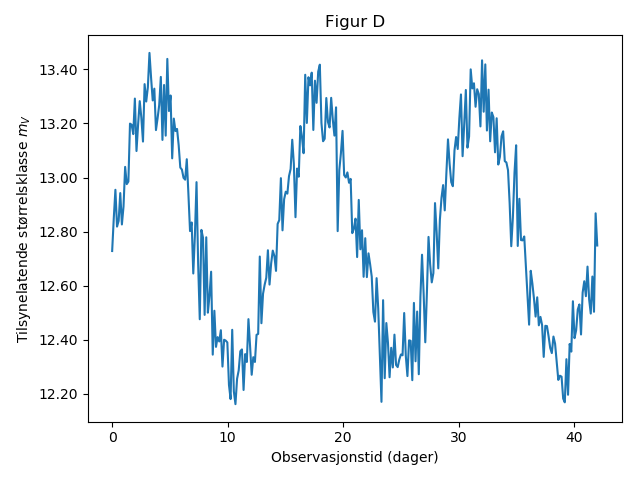 Figur D
Tilsynelatende størrelsklasse m_V
13.40
13.20
13.00
12.80
12.60
12.40
12.20
0 10 20 30 40
Observasjonstid (dager)